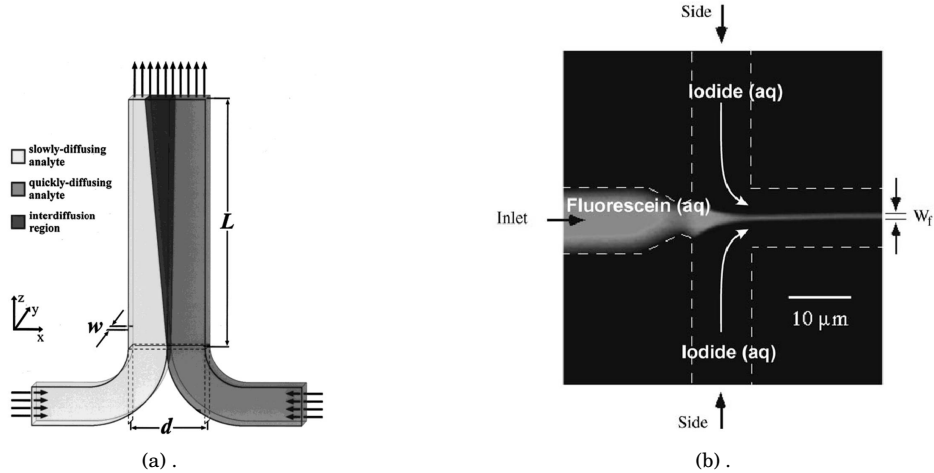 slowly-diffusing
analyte
quickly-diffusing
analyte
interdiffusion
region
L
w
z
y
x
d
(a) .
Side
Iodide (aq)
Fluorescein (aq)
Inlet
Wf
10 μm
Iodide (aq)
Side
(b) .